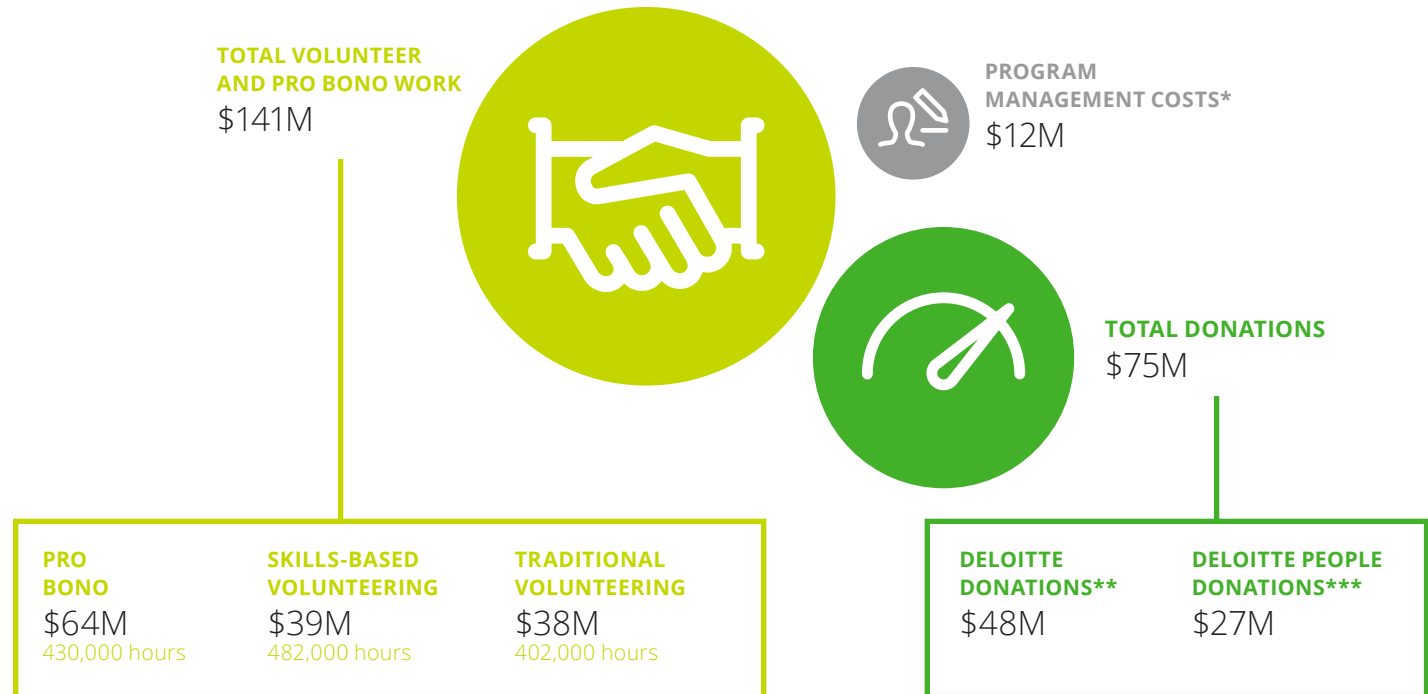 TOTAL VOLUNTEER
AND PRO BONO WORK
$141M
PROGRAM
MANAGEMENT COSTS*
$12M
TOTAL DONATIONS
$75M
PRO
BONO
$64M
430,000 hours
SKILLS-BASED
VOLUNTEERING
$39M
482,000 hours
TRADITIONAL
VOLUNTEERING
$38M
402,000 hours
DELOITTE
DONATIONS**
$48M
DELOITTE PEOPLE
DONATIONS***
$27M